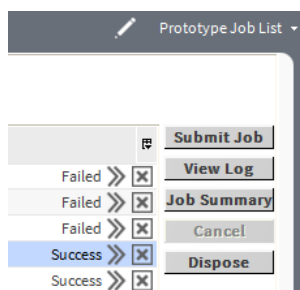 Prototype Job List
Submit Job
Failed
View Log
Failed
Job Summary
Failed
Cancel
Success
Dispose
Success